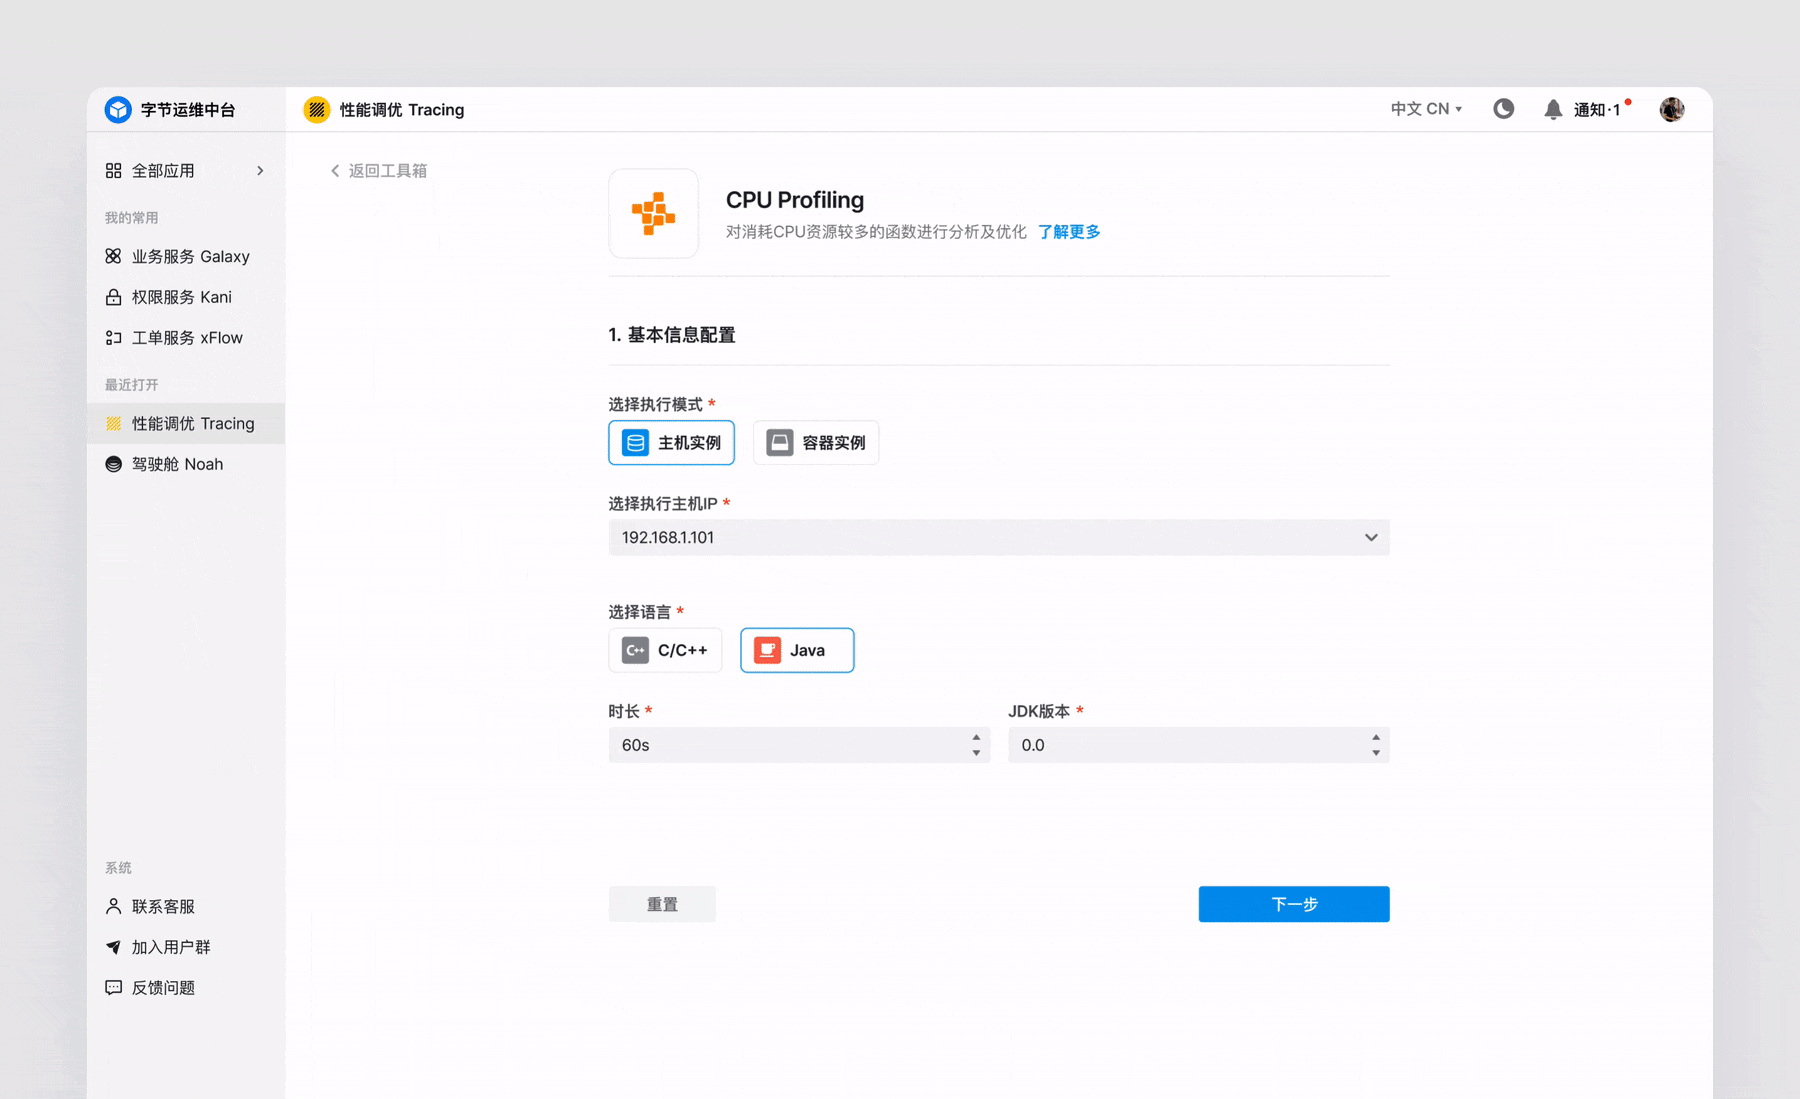 字节运维中台
性能调优 Tracing
中文 CN
通知·1
全部应用
我的常用
业务服务 Galaxy
权限服务 Kani
工单服务 xFlow
最近打开
性能调优 Tracing
驾驶舱 Noah
系统
联系客服
加入用户群
反馈问题
返回工具箱
CPU Profiling
对消耗CPU资源较多的函数进行分析及优化 了解更多
1. 基本信息配置
选择执行模式 *
主机实例
容器实例
选择执行主机IP *
192.168.1.101
选择语言 *
C++ C/C++
Java
时长 *
JDK版本 *
60s
0.0
重置
下一步